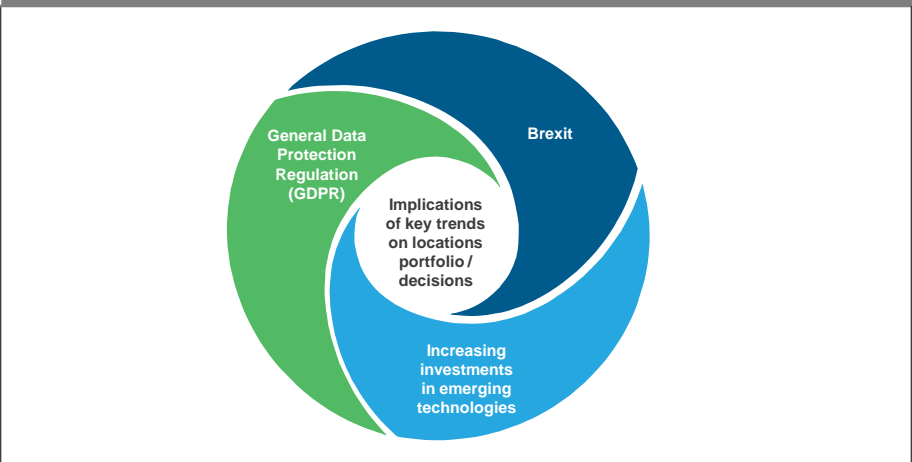 General Data
Protection
Regulation
(GDPR)
Brexit
Implications
of key trends
on locations
portfolio /
decisions
Increasing
investments
in emerging
technologies